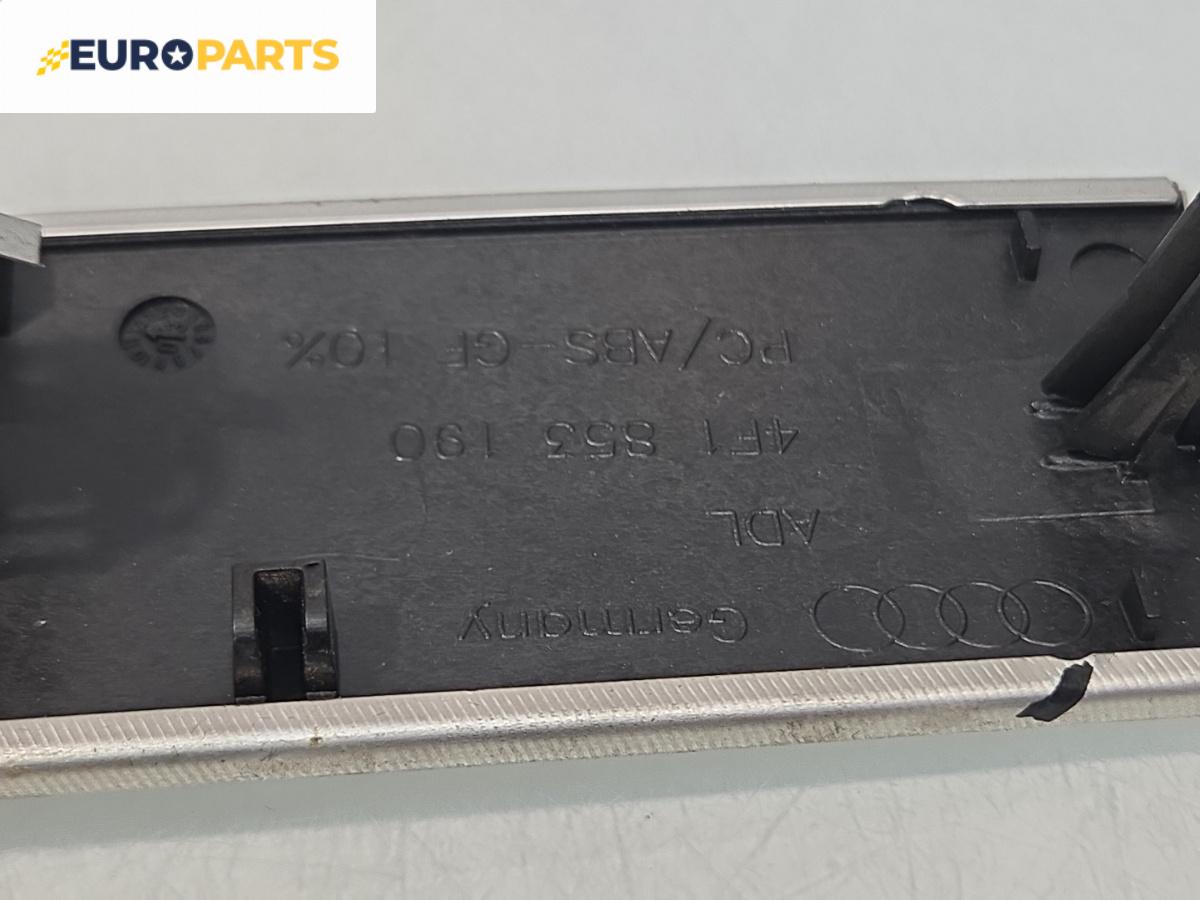 EUROPARTS
Germany
ADL
4F1 853 190
PC/ABS-GF 10%